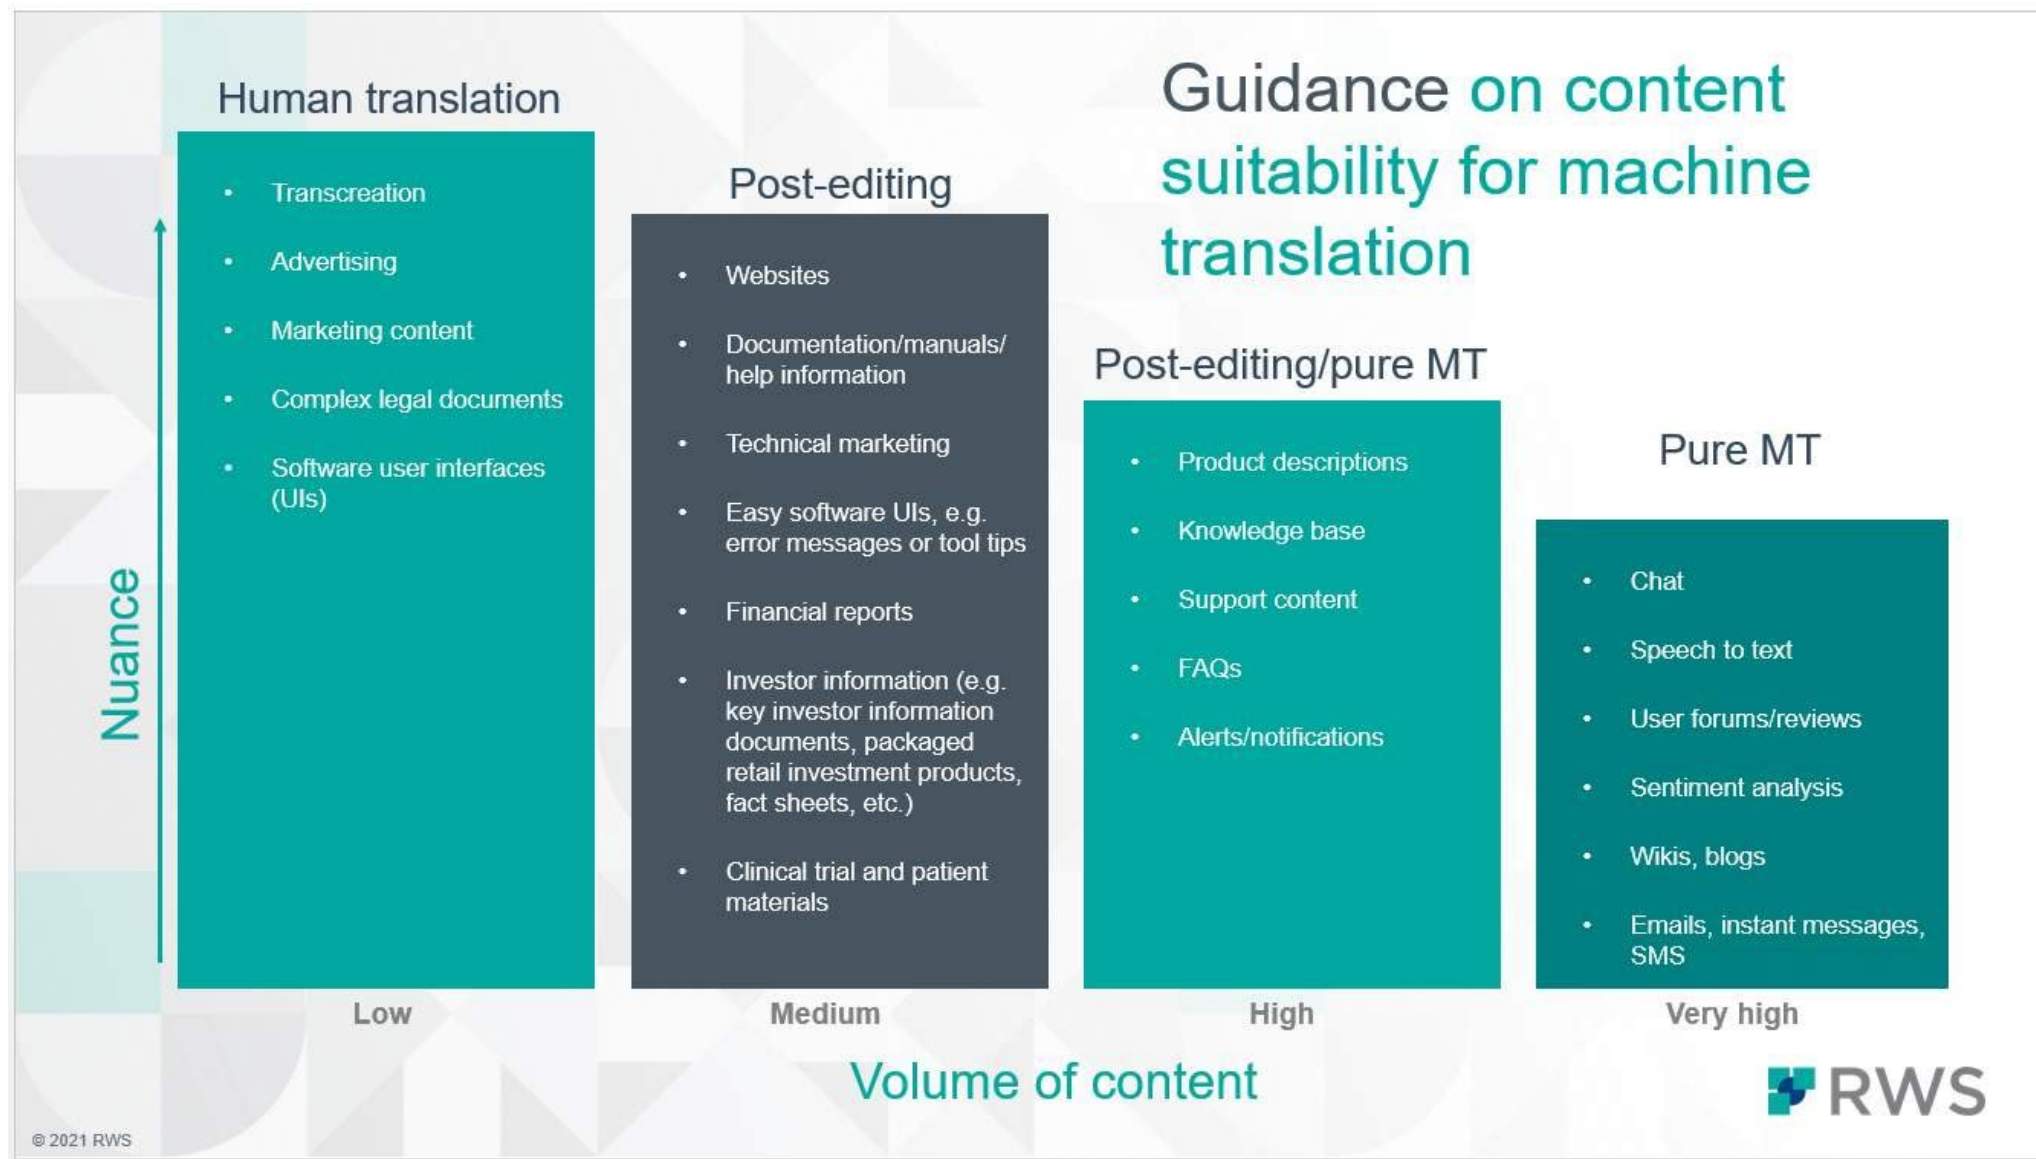 Guidance on content
suitability for machine
translation
Human translation
• Transcreation
• Advertising
• Marketing content
• Complex legal documents
• Software user interfaces
(UIs)
Post-editing
• Websites
• Documentation/manuals/
help information
• Technical marketing
• Easy software UIs, e.g.
error messages or tool tips
• Financial reports
• Investor information (e.g.
key investor information
documents, packaged
retail investment products,
fact sheets, etc.)
• Clinical trial and patient
materials
Post-editing/pure MT
• Product descriptions
• Knowledge base
• Support content
• FAQs
• Alerts/notifications
Pure MT
• Chat
• Speech to text
• User forums/reviews
• Sentiment analysis
• Wikis, blogs
• Emails, instant messages,
SMS
Nuance
Low
Medium
High
Very high
Volume of content
RWS
© 2021 RWS